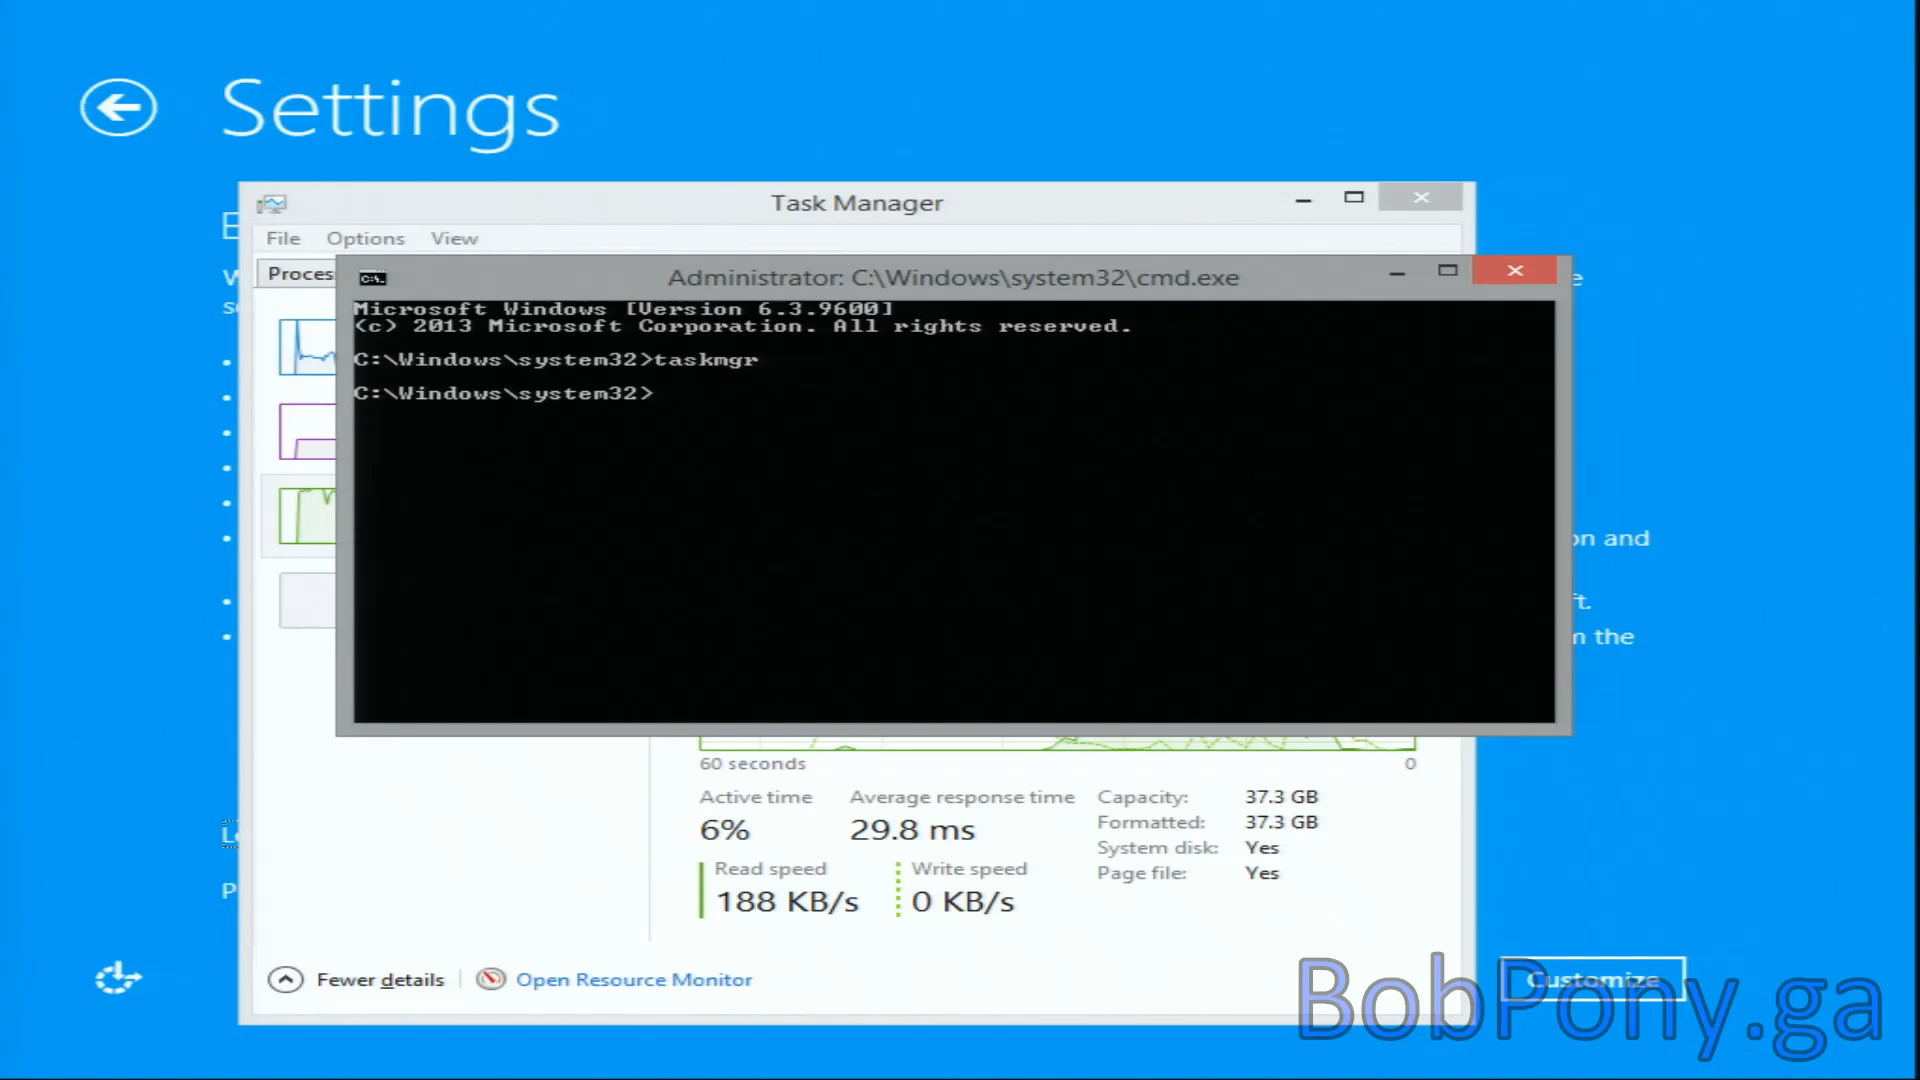 Settings
Task Manager
File Options View
Proces
Administrator: C:\Windows\system32\cmd.exe
Microsoft Windows [Version 6.3.9600]
(c) 2013 Microsoft Corporation. All rights reserved.
C:\Windows\system32>taskmgr
C:\Windows\system32>
on and
ft.
the
60 seconds 0
Active time Average response time Capacity: 37.3 GB
6% 29.8 ms Formatted: 37.3 GB
System disk: Yes
Read speed Write speed Page file: Yes
188 KB/s 0 KB/s
Fewer details Open Resource Monitor
Customize
BobPony.ga